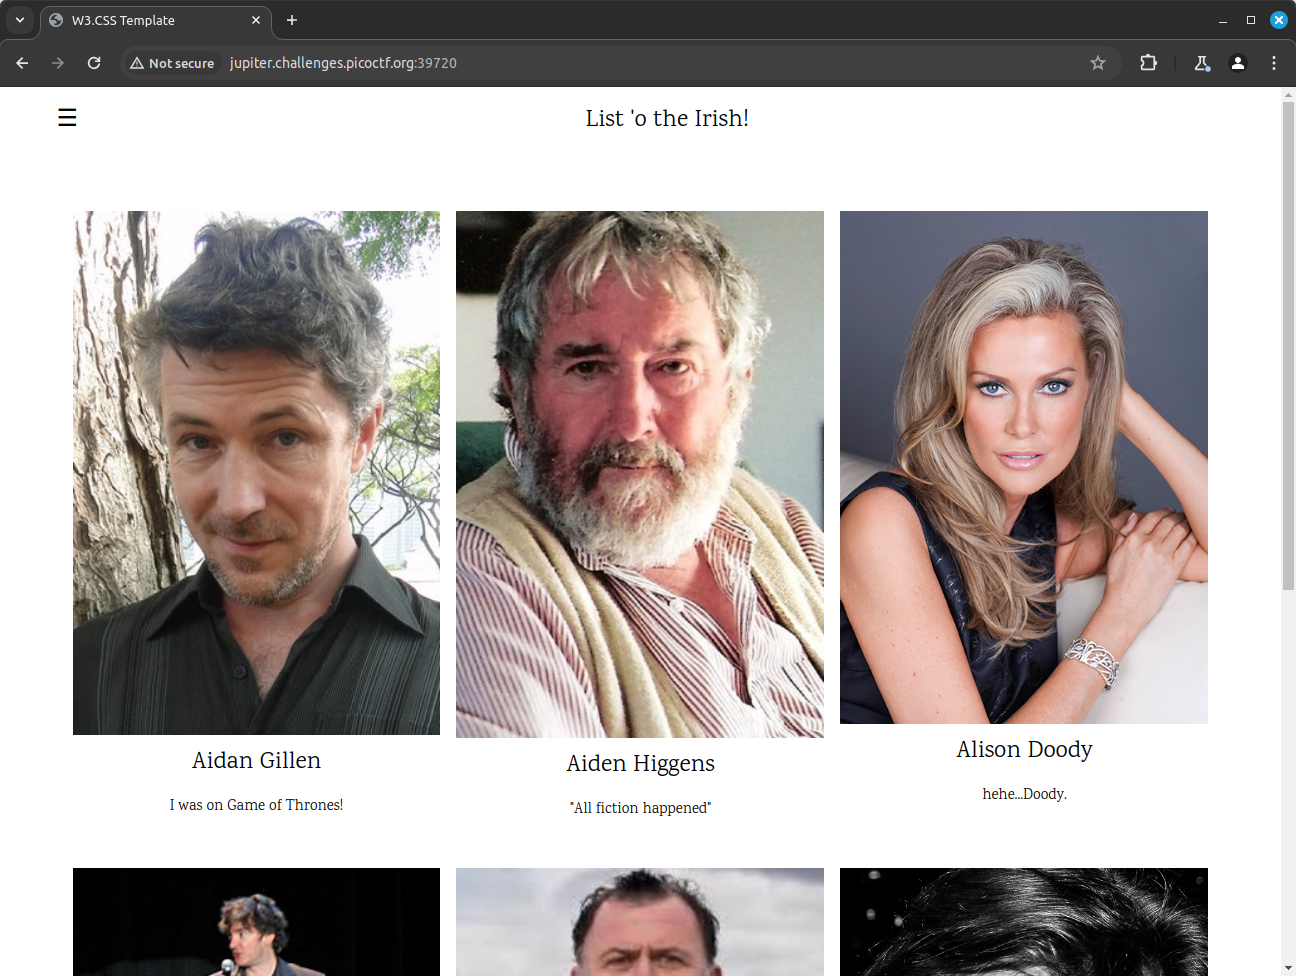 W3.CSS Template
Not secure
jupiter.challenges.picoctf.org:39720
List 'o the Irish!
Aidan Gillen
I was on Game of Thrones!
Aiden Higgens
"All fiction happened"
Alison Doody
hehe...Doody.